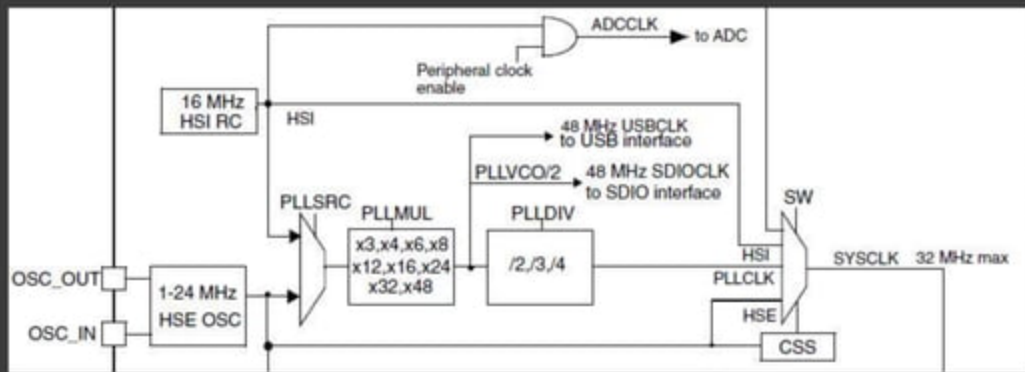 ADCCLK
to ADC
Peripheral clock
enable
16 MHz
HSI RC
HSI
48 MHz USBCLK
to USB interface
PLLVCO/2
48 MHz SDIOCLK
to SDIO interface
SW
PLLSRC
PLLMUL
PLLDIV
x3,x4,x6,x8
x12,x16,x24
x32,x48
/2,/3,/4
HSI
SYSCLK
32 MHz max
PLLCLK
OSC_OUT
1-24 MHz
HSE OSC
HSE
OSC_IN
CSS